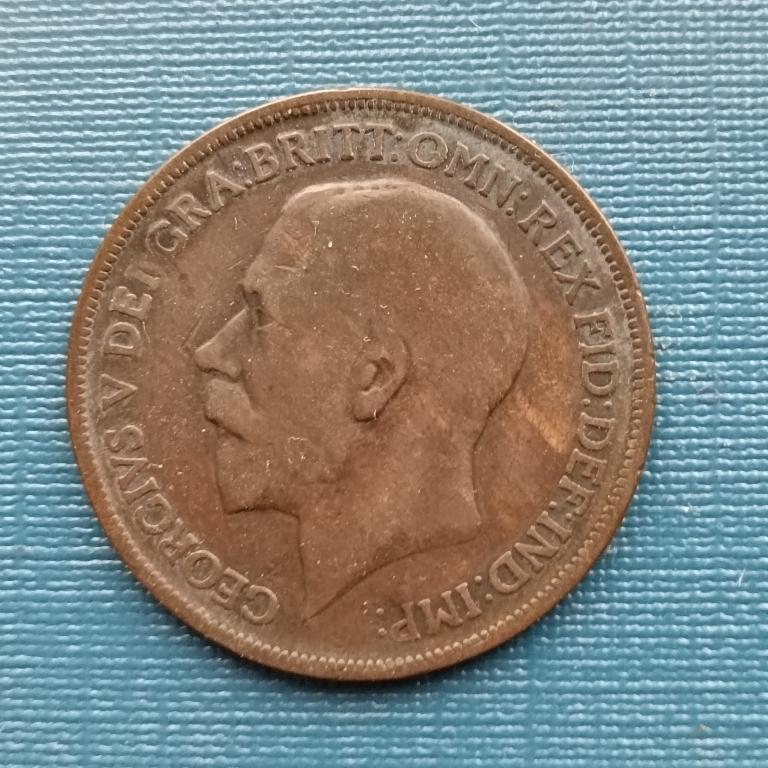 GEORGIVS V DEI GRA: BRITT: OMN: REX FID: DEF: IND: IMP: